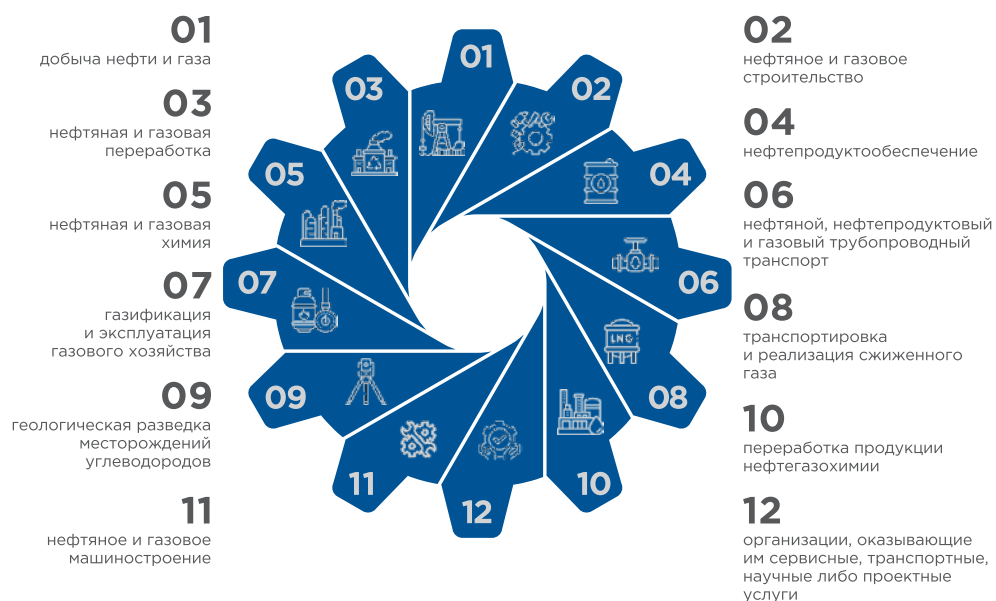 01
добыча нефти и газа
02
нефтяное и газовое
строительство
03
нефтяная и газовая
переработка
04
нефтепродуктообеспечение
05
нефтяная и газовая
химия
06
нефтяной, нефтепродуктовый
и газовый трубопроводный
транспорт
07
газификация
и эксплуатация
газового хозяйства
08
транспортировка
и реализация сжиженного
газа
09
геологическая разведка
месторождений
углеводородов
10
переработка продукции
нефтегазохимии
11
нефтяное и газовое
машиностроение
12
организации, оказывающие
им сервисные, транспортные,
научные либо проектные
услуги
01
02
03
04
05
06
07
LNG
08
09
10
11
12